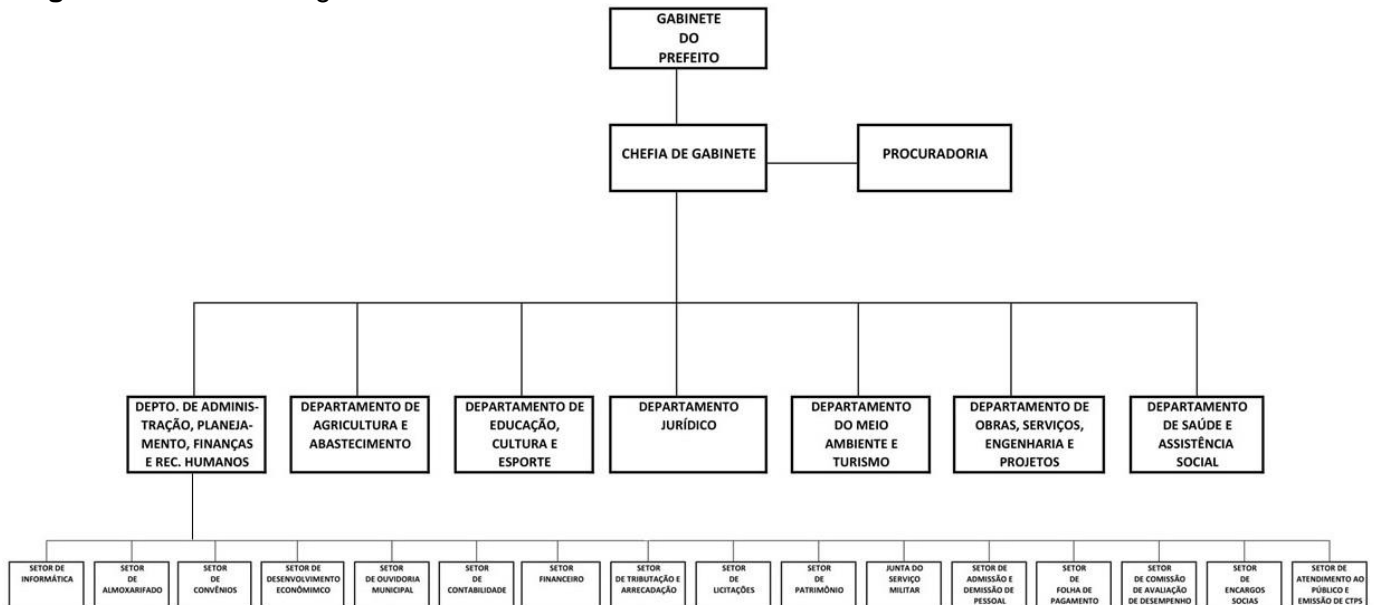 GABINETE
DO
PREFEITO
CHEFIA DE GABINETE
PROCURADORIA
DEPTO. DE ADMINIS-
TRAÇÃO, PLANEJA-
MENTO, FINANÇAS
E REC. HUMANOS
DEPARTAMENTO DE
AGRICULTURA E
ABASTECIMENTO
DEPARTAMENTO DE
EDUCAÇÃO,
CULTURA E
ESPORTE
DEPARTAMENTO
JURÍDICO
DEPARTAMENTO
DO MEIO
AMBIENTE E
TURISMO
DEPARTAMENTO DE
OBRAS, SERVIÇOS,
ENGENHARIA E
PROJETOS
DEPARTAMENTO
DE SAÚDE E
ASSISTÊNCIA
SOCIAL
SETOR DE
INFORMÁTICA
SETOR
DE
ALMOXARIFADO
SETOR
DE
CONVÊNIOS
SETOR DE
DESENVOLVIMENTO
ECONÔMIMCO
SETOR
DE OUVIDORIA
MUNICIPAL
SETOR
DE
CONTABILIDADE
SETOR
FINANCEIRO
SETOR
DE TRIBUTAÇÃO E
ARRECADAÇÃO
SETOR
DE
LICITAÇÕES
SETOR
DE
PATRIMÔNIO
JUNTA DO
SERVIÇO
MILITAR
SETOR DE
ADMISSÃO E
DEMISSÃO DE
PESSOAL
SETOR
DE
FOLHA DE
PAGAMENTO
SETOR
DE COMISSÃO
DE AVALIAÇÃO
DE DESEMPENHO
SETOR
DE
ENCARGOS
SOCIAS
SETOR DE
ATENDIMENTO AO
PÚBLICO E
EMISSÃO DE CTPS